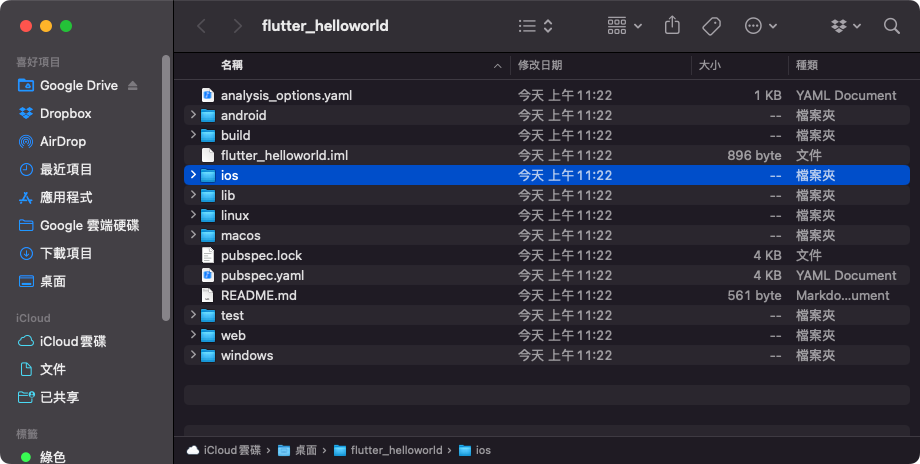 flutter_helloworld
喜好項目
Google Drive
Dropbox
AirDrop
最近項目
應用程式
Google 雲端硬碟
下載項目
桌面
iCloud
iCloud雲碟
文件
已共享
標籤
綠色
名稱 修改日期 大小 種類
analysis_options.yaml 今天 上午11:22 1 KB YAML Document
android 今天 上午11:22 -- 檔案夾
build 今天 上午11:22 -- 檔案夾
flutter_helloworld.iml 今天 上午11:22 896 byte 文件
ios 今天 上午11:22 -- 檔案夾
lib 今天 上午11:22 -- 檔案夾
linux 今天 上午11:22 -- 檔案夾
macos 今天 上午11:22 -- 檔案夾
pubspec.lock 今天 上午11:22 4 KB 文件
pubspec.yaml 今天 上午11:22 4 KB YAML Document
README.md 今天 上午11:22 561 byte Markdo...ument
test 今天 上午11:22 -- 檔案夾
web 今天 上午11:22 -- 檔案夾
windows 今天 上午11:22 -- 檔案夾
iCloud雲碟 › 桌面 › flutter_helloworld › ios